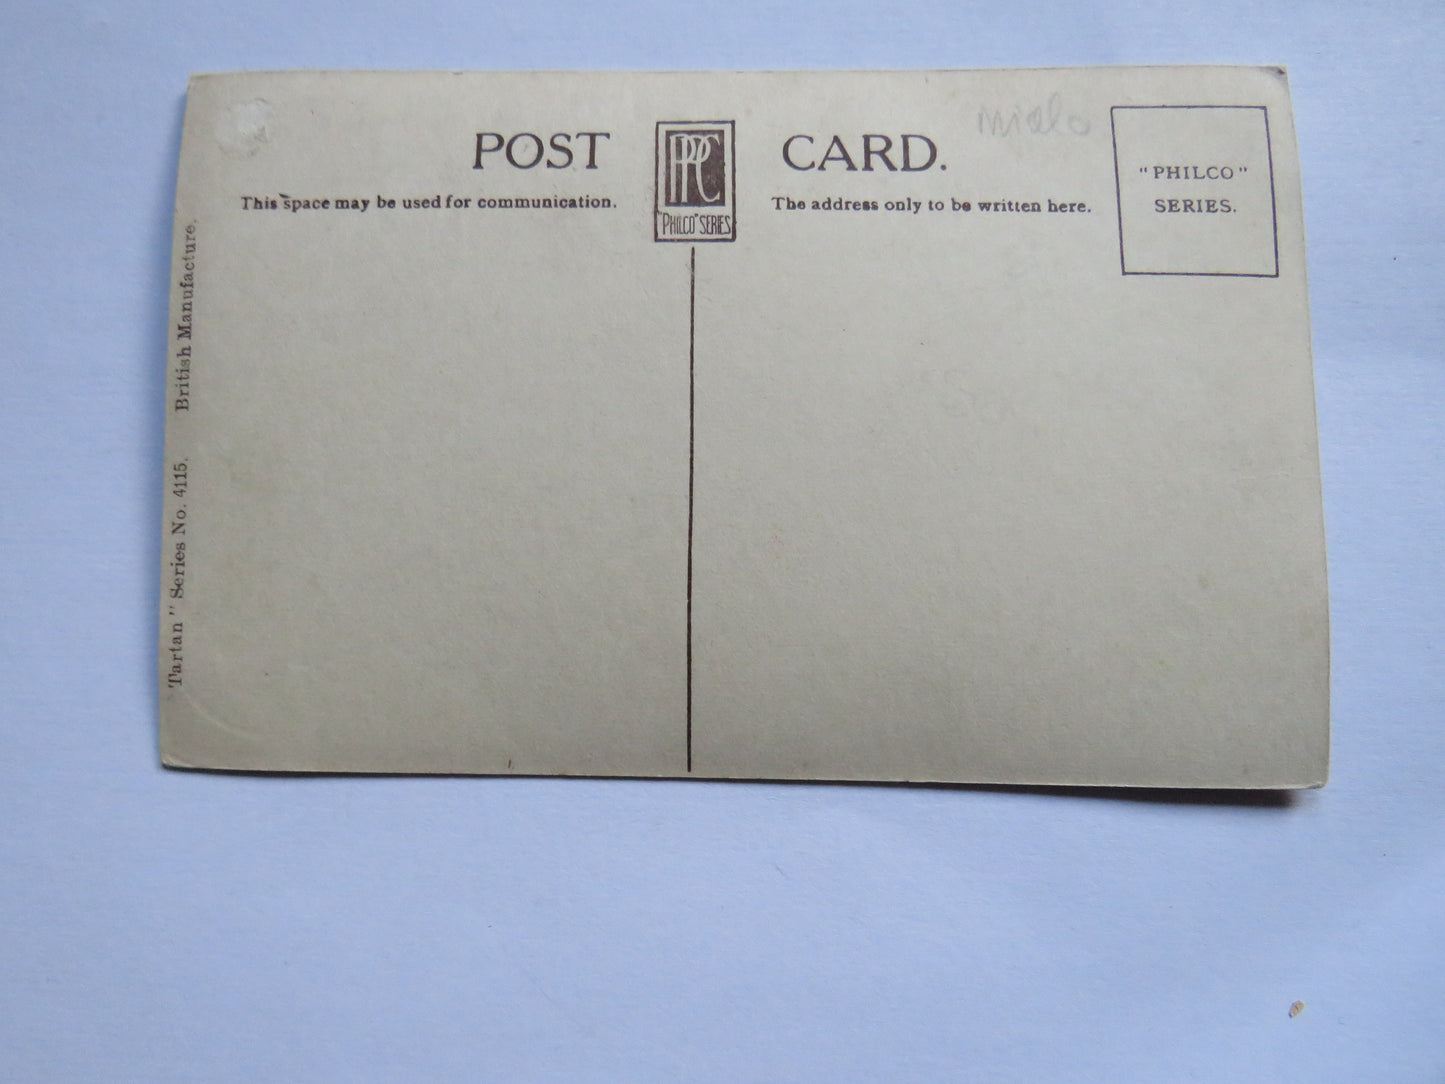 POST CARD.
PPC
"PHILCO" SERIES
This space may be used for communication.
The address only to be written here.
"PHILCO"
SERIES.
"Tartan" Series No. 4115. British Manufacture.